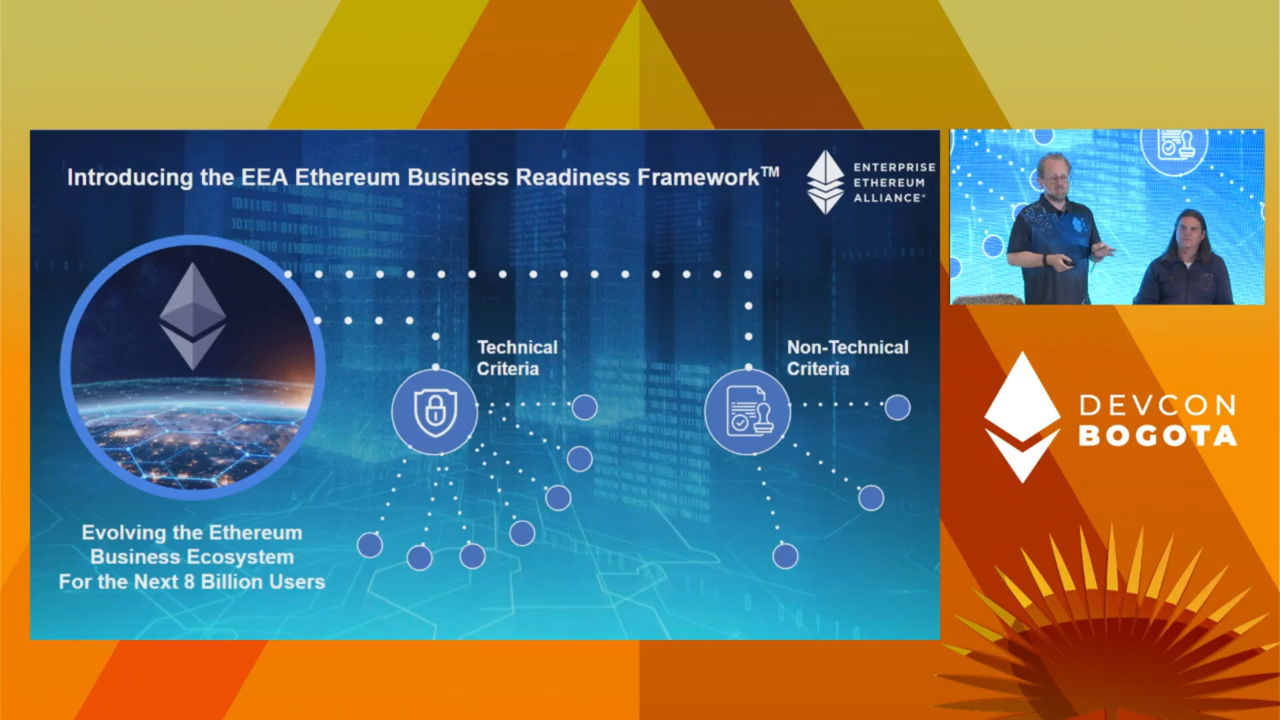 Introducing the EEA Ethereum Business Readiness Framework™
ENTERPRISE
ETHEREUM
ALLIANCE®
Technical
Criteria
Non-Technical
Criteria
Evolving the Ethereum
Business Ecosystem
For the Next 8 Billion Users
DEVCON
BOGOTA